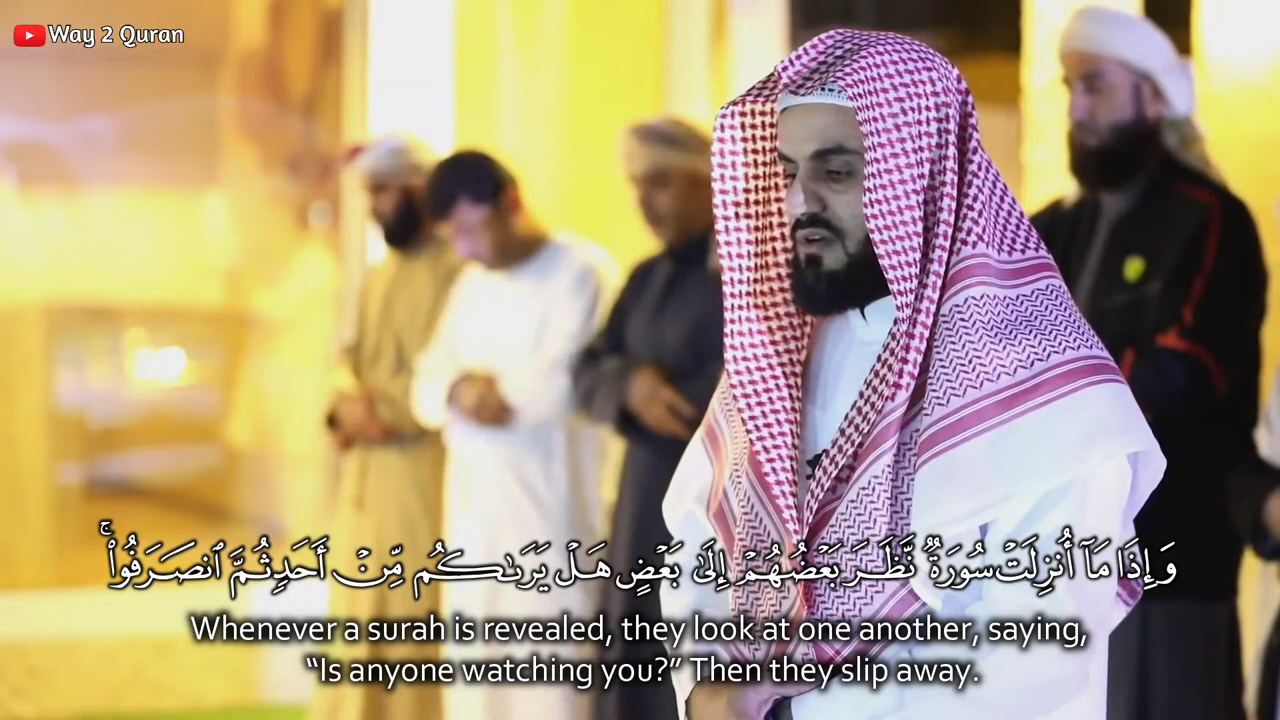 Way 2 Quran
وَإِذَا مَآ أُنزِلَتْ سُورَةٌ نَّظَرَ بَعْضُهُمْ إِلَىٰ بَعْضٍ هَلْ يَرَىٰكُم مِّنْ أَحَدٍ ثُمَّ ٱنصَرَفُوا۟ ۚ
Whenever a surah is revealed, they look at one another, saying,
“Is anyone watching you?” Then they slip away.